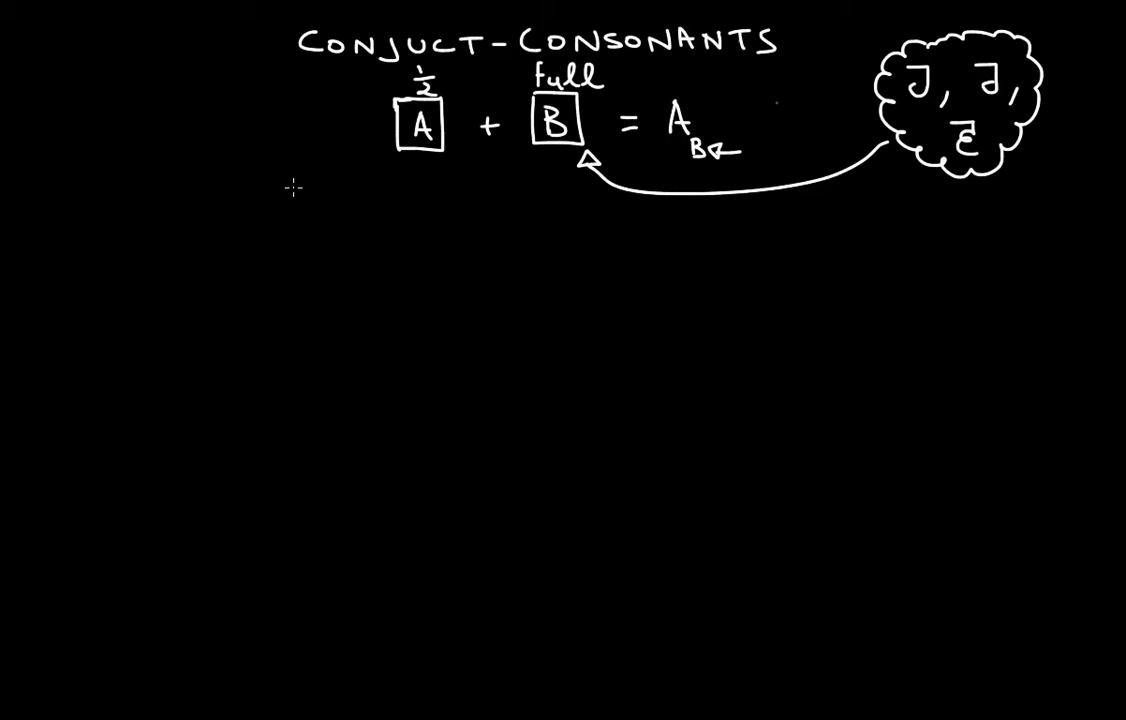 CONJUCT-CONSONANTS
½ full
A + B = A B
ਹ, ਰ,
ਵ